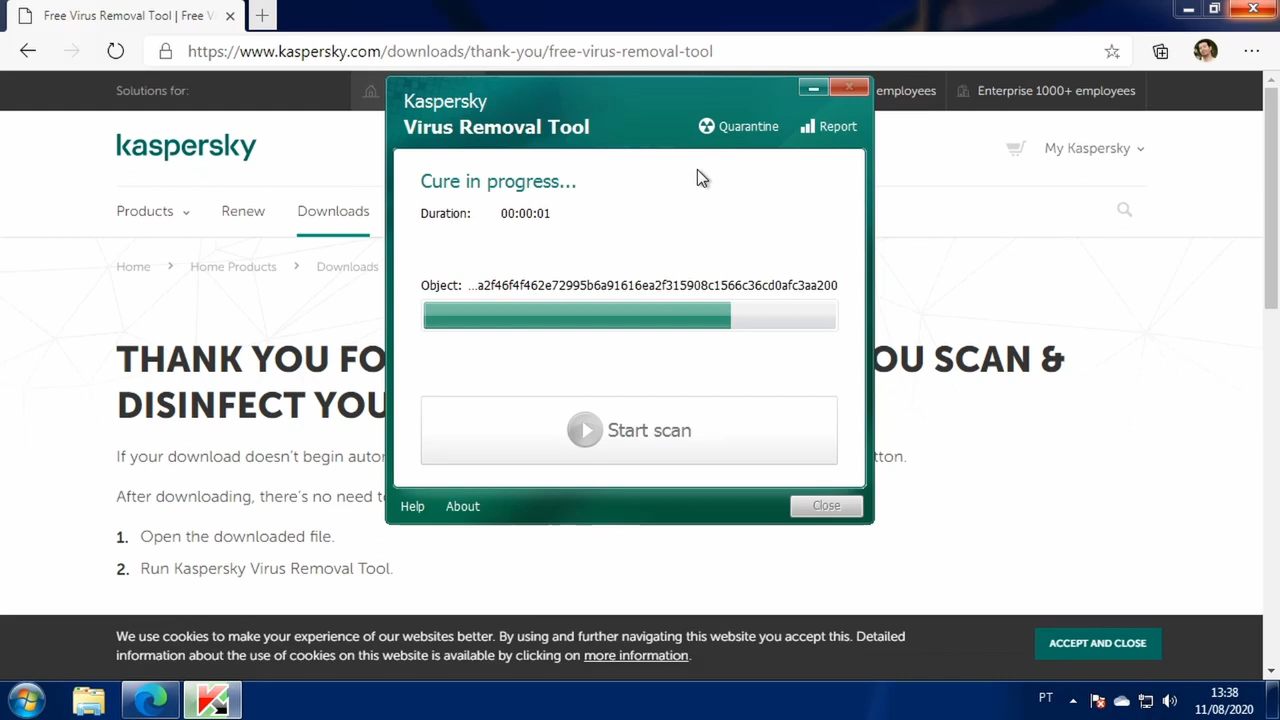 Free Virus Removal Tool | Free V
https://www.kaspersky.com/downloads/thank-you/free-virus-removal-tool
Solutions for:
employees
Enterprise 1000+ employees
kaspersky
My Kaspersky
Products
Renew
Downloads
Home
Home Products
Downloads
THANK YOU FO
OU SCAN &
DISINFECT YOU
If your download doesn't begin auto
tton.
After downloading, there's no need t
1. Open the downloaded file.
2. Run Kaspersky Virus Removal Tool.
Kaspersky
Virus Removal Tool
Quarantine
Report
Cure in progress...
Duration: 00:00:01
Object: ...a2f46f4f462e72995b6a91616ea2f315908c1566c36cd0afc3aa200
Start scan
Help
About
Close
We use cookies to make your experience of our websites better. By using and further navigating this website you accept this. Detailed
information about the use of cookies on this website is available by clicking on more information.
ACCEPT AND CLOSE
PT
13:38
11/08/2020